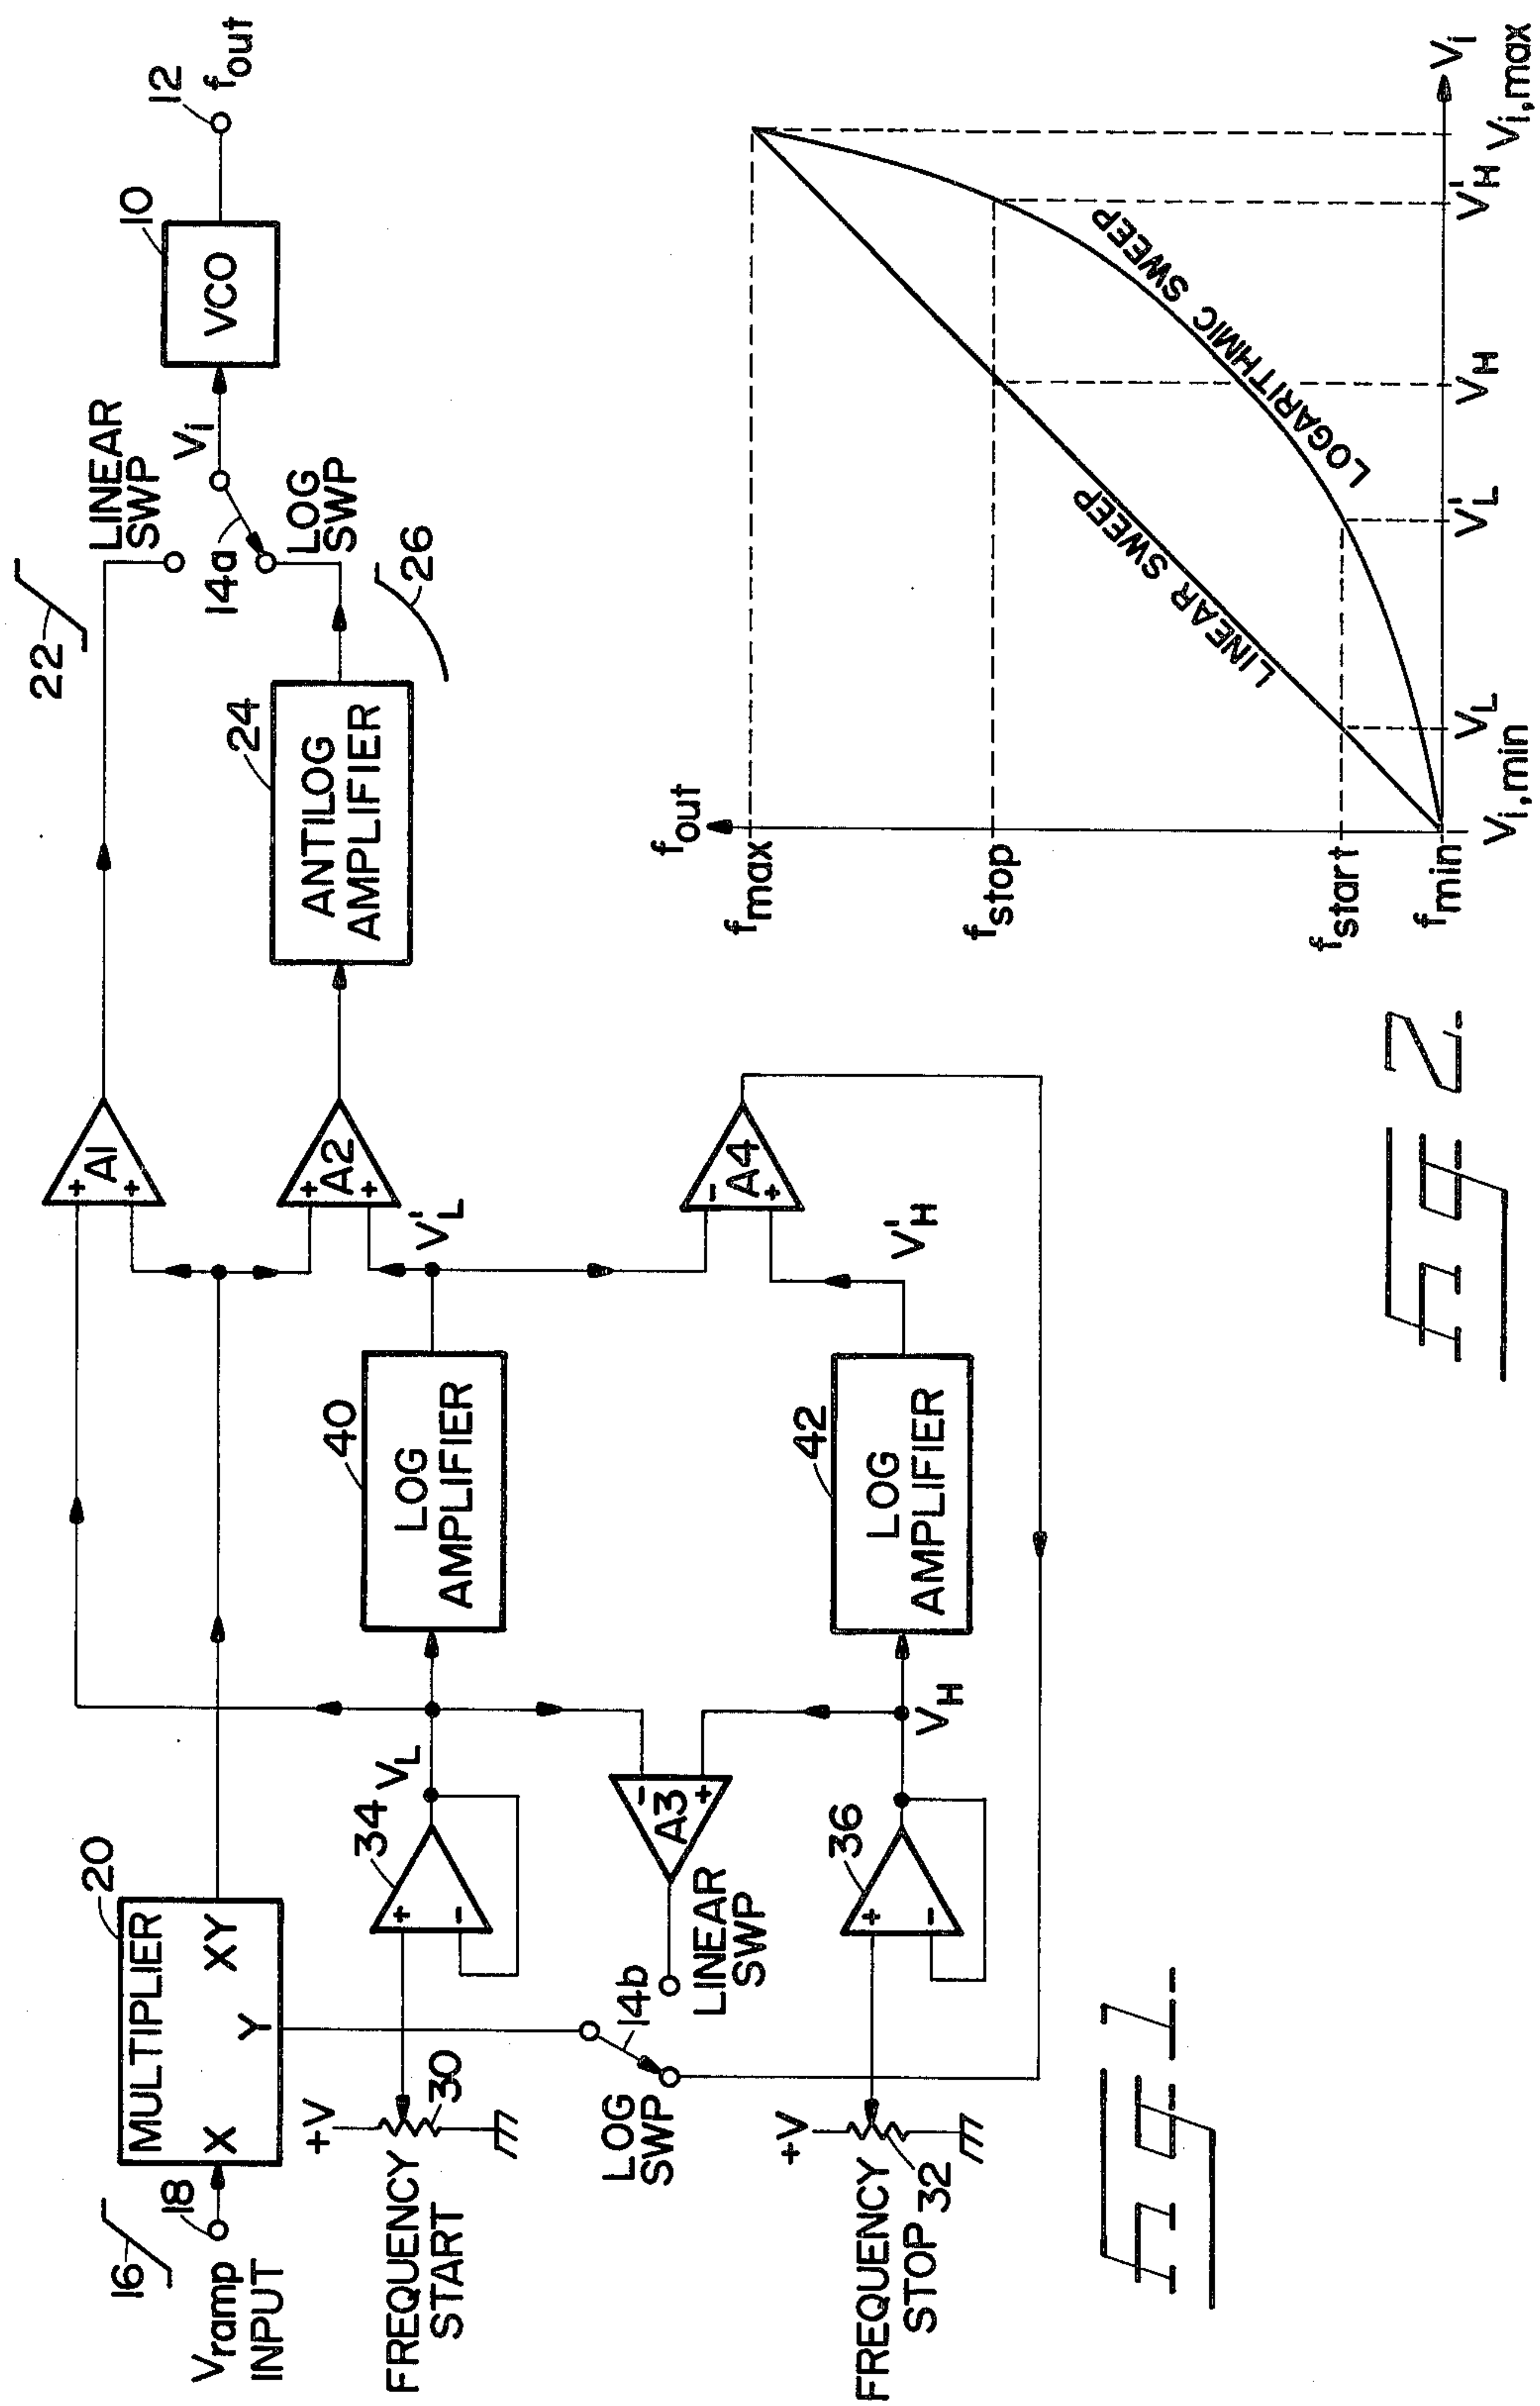 16
18
Vramp
INPUT
MULTIPLIER
20
X
Y
XY
FREQUENCY
START
+V
30
34
VL
40
LOG
AMPLIFIER
V'L
+
-
LOG
SWP
14b
LINEAR
SWP
A3
-
+
FREQUENCY
STOP
+V
32
36
+
-
VH
42
LOG
AMPLIFIER
V'H
A1
+
+
A2
+
+
A4
-
+
22
24
ANTILOG
AMPLIFIER
26
LINEAR
SWP
14a
LOG
SWP
Vi
10
VCO
12
fout
FIG 1
fout
fmax
fstop
fstart
fmin
LINEAR SWEEP
LOGARITHMIC SWEEP
Vi,min
VL
V'L
VH
V'H
Vi,max
Vi
FIG 2